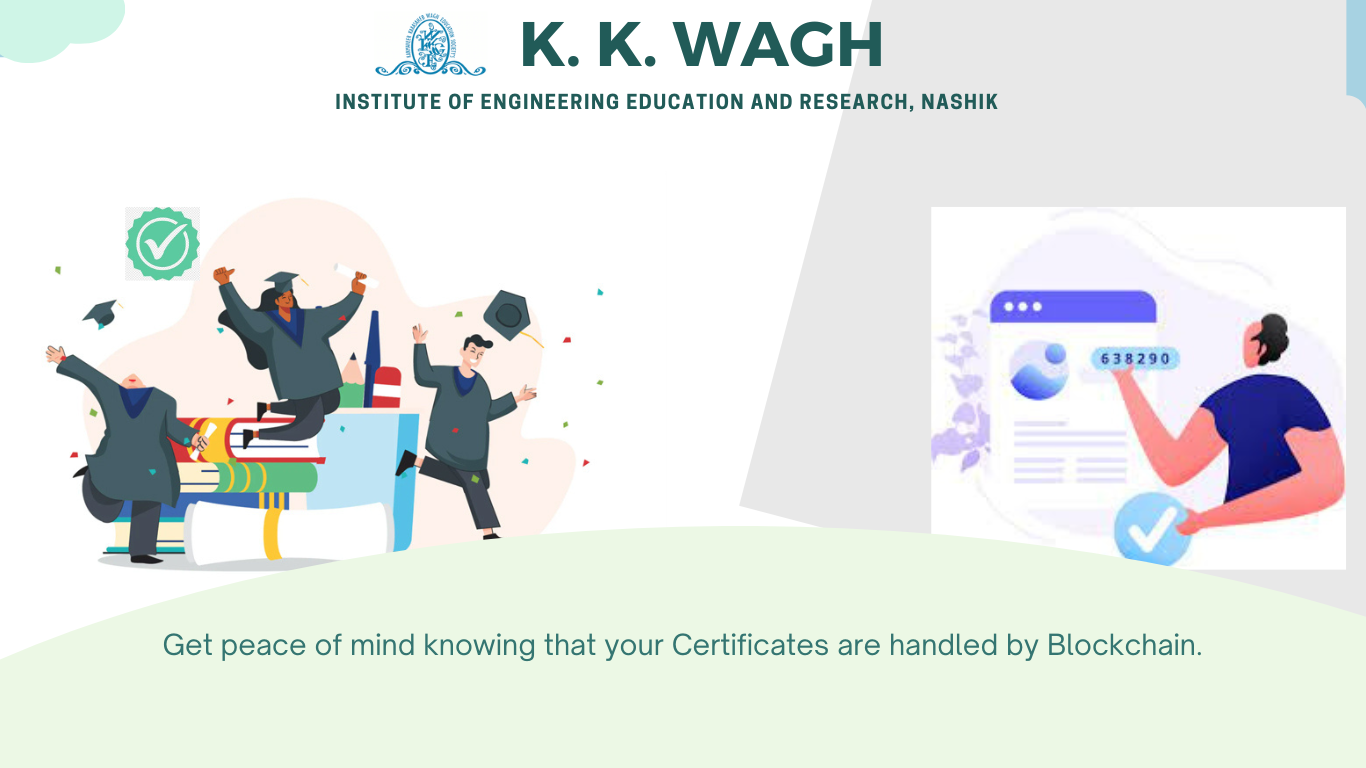 K. K. WAGH
INSTITUTE OF ENGINEERING EDUCATION AND RESEARCH, NASHIK
638290
Get peace of mind knowing that your Certificates are handled by Blockchain.